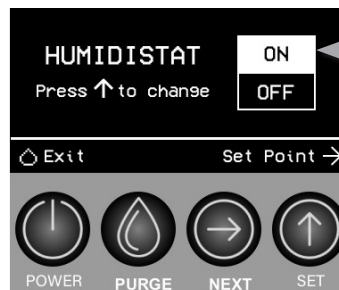 HUMIDISTAT
Press ↑ to change
ON
OFF
Exit
Set Point →
POWER
PURGE
NEXT
SET